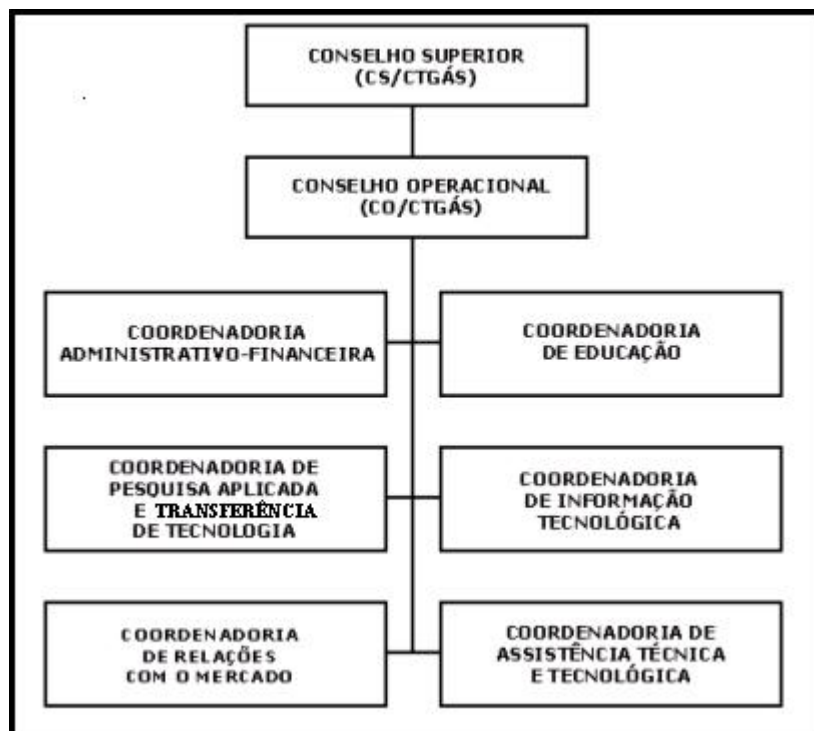 CONSELHO SUPERIOR
(CS/CTGÁS)
CONSELHO OPERACIONAL
(CO/CTGÁS)
COORDENADORIA
ADMINISTRATIVO-FINANCEIRA
COORDENADORIA
DE EDUCAÇÃO
COORDENADORIA DE
PESQUISA APLICADA
E TRANSFERÊNCIA
DE TECNOLOGIA
COORDENADORIA
DE INFORMAÇÃO
TECNOLÓGICA
COORDENADORIA
DE RELAÇÕES
COM O MERCADO
COORDENADORIA DE
ASSISTÊNCIA TÉCNICA
E TECNOLÓGICA